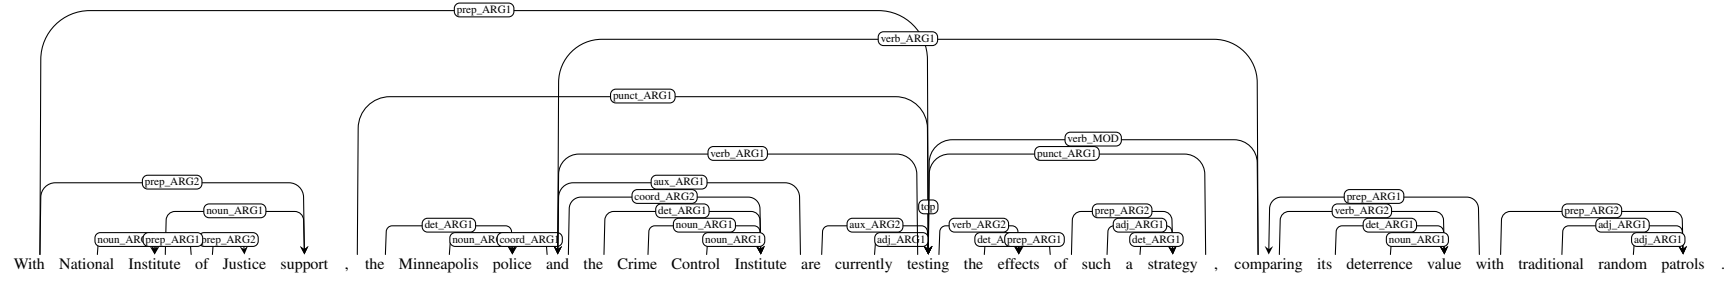 prep_ARG1
verb_ARG1
punct_ARG1
verb_MOD
verb_ARG1 punct_ARG1
prep_ARG2 aux_ARG1
coord_ARG2 prep_ARG1
noun_ARG1 det_ARG1 top prep_ARG2 verb_ARG2 prep_ARG2
det_ARG1 noun_ARG1 aux_ARG2 verb_ARG2 adj_ARG1 det_ARG1 adj_ARG1
prep_ARG1 prep_ARG2 coord_ARG1 noun_ARG1 adj_ARG1 prep_ARG1 det_ARG1 noun_ARG1 adj_ARG1
With National Institute of Justice support , the Minneapolis police and the Crime Control Institute are currently testing the effects of such a strategy , comparing its deterrence value with traditional random patrols .